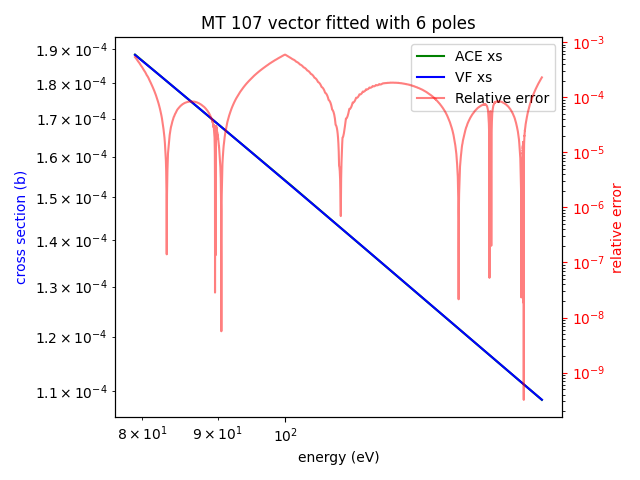 MT 107 vector fitted with 6 poles
ACE xs
VF xs
Relative error
1.9 × 10⁻⁴
1.8 × 10⁻⁴
1.7 × 10⁻⁴
1.6 × 10⁻⁴
1.5 × 10⁻⁴
1.4 × 10⁻⁴
1.3 × 10⁻⁴
1.2 × 10⁻⁴
1.1 × 10⁻⁴
cross section (b)
10⁻³
10⁻⁴
10⁻⁵
10⁻⁶
10⁻⁷
10⁻⁸
10⁻⁹
relative error
8 × 10¹
9 × 10¹
10²
energy (eV)